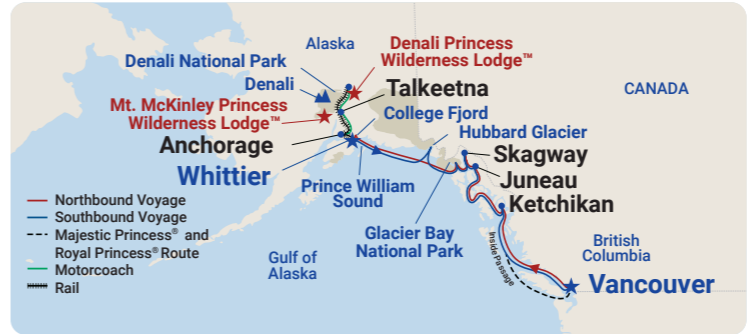 Alaska
Denali Princess
Wilderness Lodge™
Denali National Park
Denali
Talkeetna
CANADA
Mt. McKinley Princess
Wilderness Lodge™
College Fjord
Hubbard Glacier
Anchorage
Skagway
Whittier
Juneau
Prince William
Sound
Ketchikan
Glacier Bay
National Park
Northbound Voyage
Southbound Voyage
Majestic Princess® and
Royal Princess® Route
Motorcoach
Rail
Gulf of
Alaska
Inside Passage
British
Columbia
Vancouver